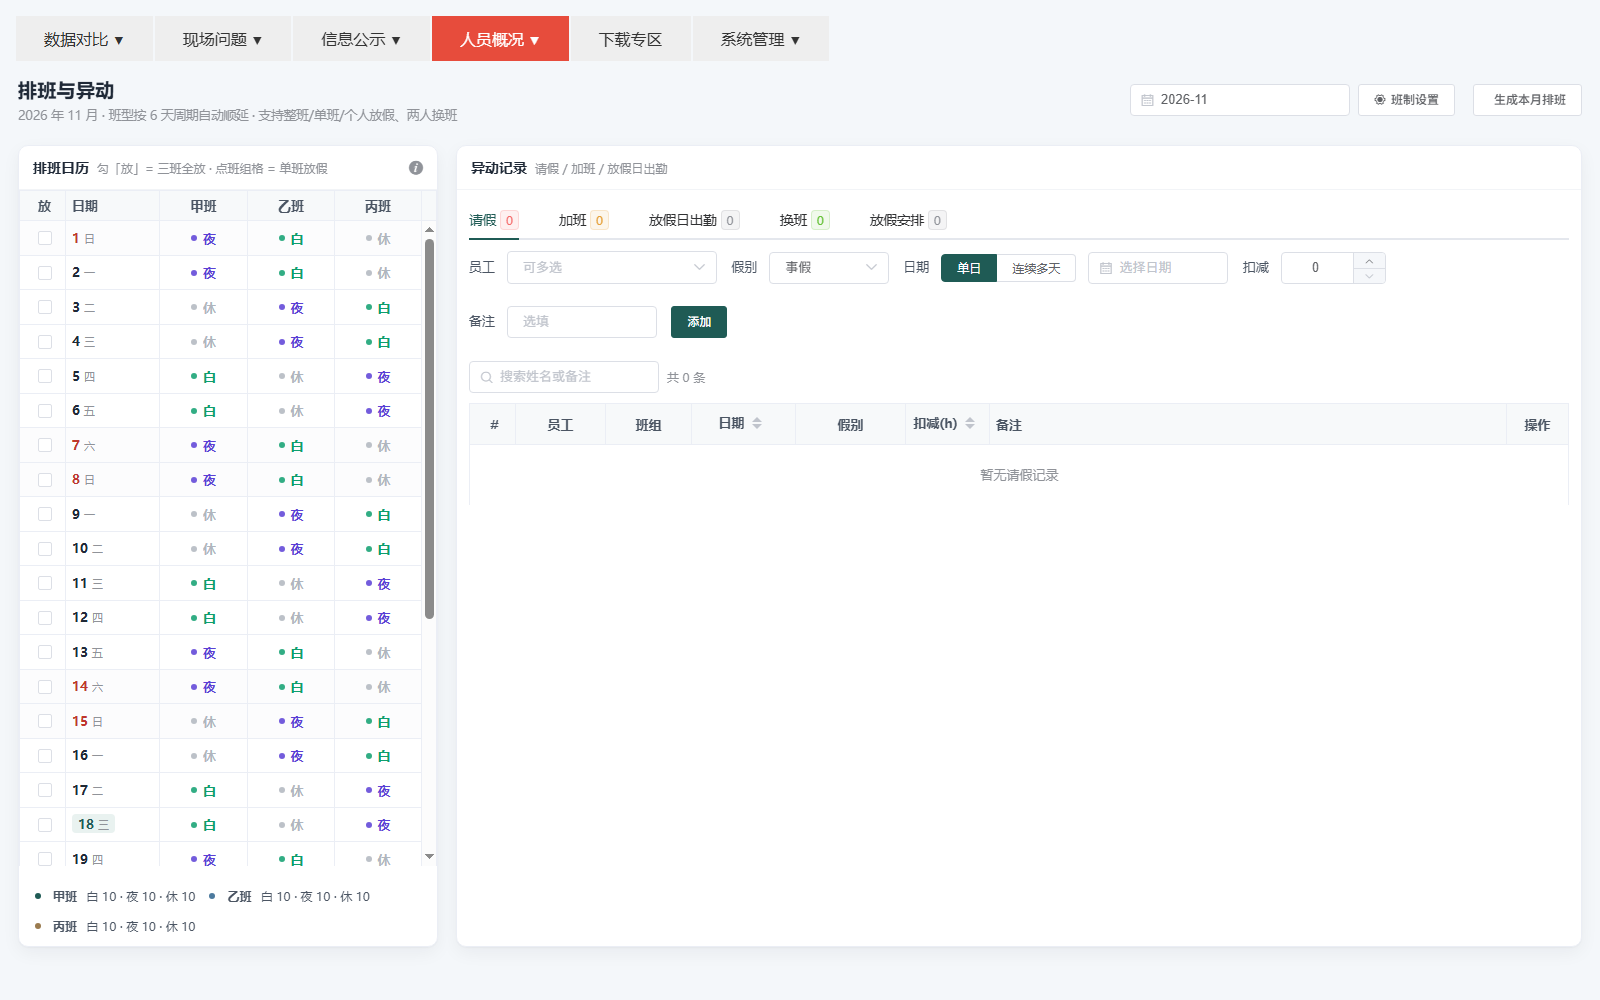 数据对比 ▼ 现场问题 ▼ 信息公示 ▼ 人员概况 ▼ 下载专区 系统管理 ▼
排班与异动
2026 年 11 月 · 班型按 6 天周期自动顺延 · 支持整班/单班/个人放假、两人换班
2026-11 班制设置 生成本月排班
排班日历 勾「放」= 三班全放 · 点班组格 = 单班放假
放 日期 甲班 乙班 丙班
1 日 夜 白 休
2 一 夜 白 休
3 二 休 夜 白
4 三 休 夜 白
5 四 白 休 夜
6 五 白 休 夜
7 六 夜 白 休
8 日 夜 白 休
9 一 休 夜 白
10 二 休 夜 白
11 三 白 休 夜
12 四 白 休 夜
13 五 夜 白 休
14 六 夜 白 休
15 日 休 夜 白
16 一 休 夜 白
17 二 白 休 夜
18 三 白 休 夜
19 四 夜 白 休
甲班 白 10 · 夜 10 · 休 10 乙班 白 10 · 夜 10 · 休 10
丙班 白 10 · 夜 10 · 休 10
异动记录 请假 / 加班 / 放假日出勤
请假 0 加班 0 放假日出勤 0 换班 0 放假安排 0
员工 可多选 假别 事假 日期 单日 连续多天 选择日期 扣减 0
备注 选填 添加
搜索姓名或备注 共 0 条
# 员工 班组 日期 假别 扣减(h) 备注 操作
暂无请假记录